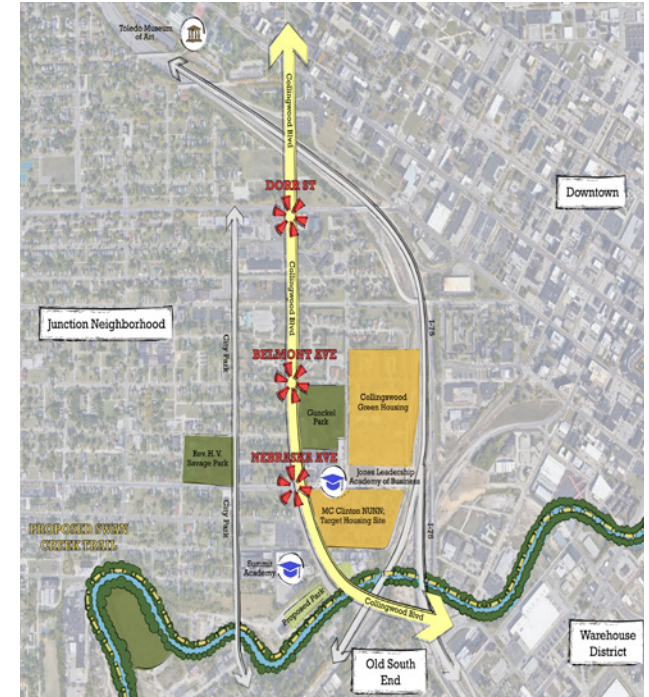 Toledo Museum
of Art
Collingwood Blvd
DORR ST
Downtown
Collingwood Blvd
Junction Neighborhood
I-75
City Park
BELMONT AVE
Gunckel
Park
Collingswood
Green Housing
Rev. H. V.
Savage Park
NEBRASKA AVE
Jones Leadership
Academy of Business
MC Clinton NUNN;
Target Housing Site
City Park
I-75
PROPOSED SWAN
CREEK TRAIL
Summit
Academy
Proposed Park
Collingwood Blvd
Warehouse
District
Old South
End